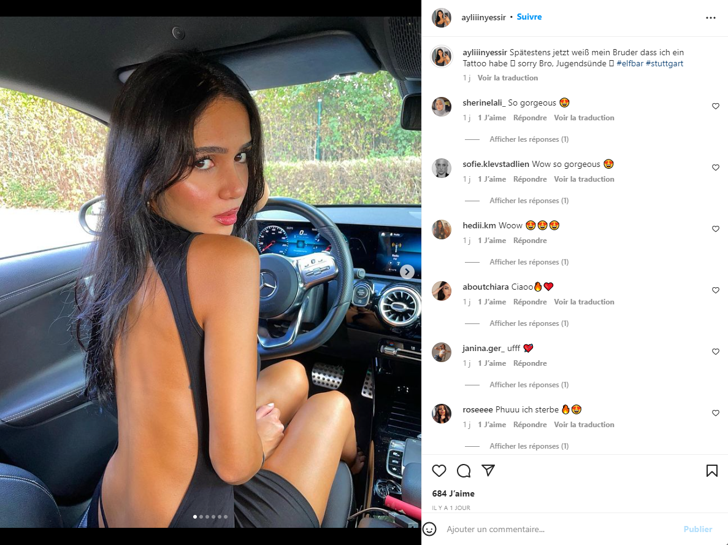 ayliiinyessir • Suivre
ayliiinyessir Spätestens jetzt weiß mein Bruder dass ich ein
Tattoo habe sorry Bro, Jugendsünde #elfbar #stuttgart
1 j Voir la traduction
sherinelali_ So gorgeous 😍
1 j 1 J'aime Répondre Voir la traduction
Afficher les réponses (1)
sofie.klevstadlien Wow so gorgeous 😍
1 j 1 J'aime Répondre Voir la traduction
Afficher les réponses (1)
hedii.km Woow 😍😍😍
1 j 1 J'aime Répondre
Afficher les réponses (1)
aboutchiara Ciaoo🔥❤️
1 j 1 J'aime Répondre Voir la traduction
Afficher les réponses (1)
janina.ger_ ufff 💘
1 j 1 J'aime Répondre
Afficher les réponses (1)
roseeee Phuuu ich sterbe 🔥😍
1 j 1 J'aime Répondre Voir la traduction
Afficher les réponses (1)
684 J'aime
IL Y A 1 JOUR
Ajouter un commentaire... Publier